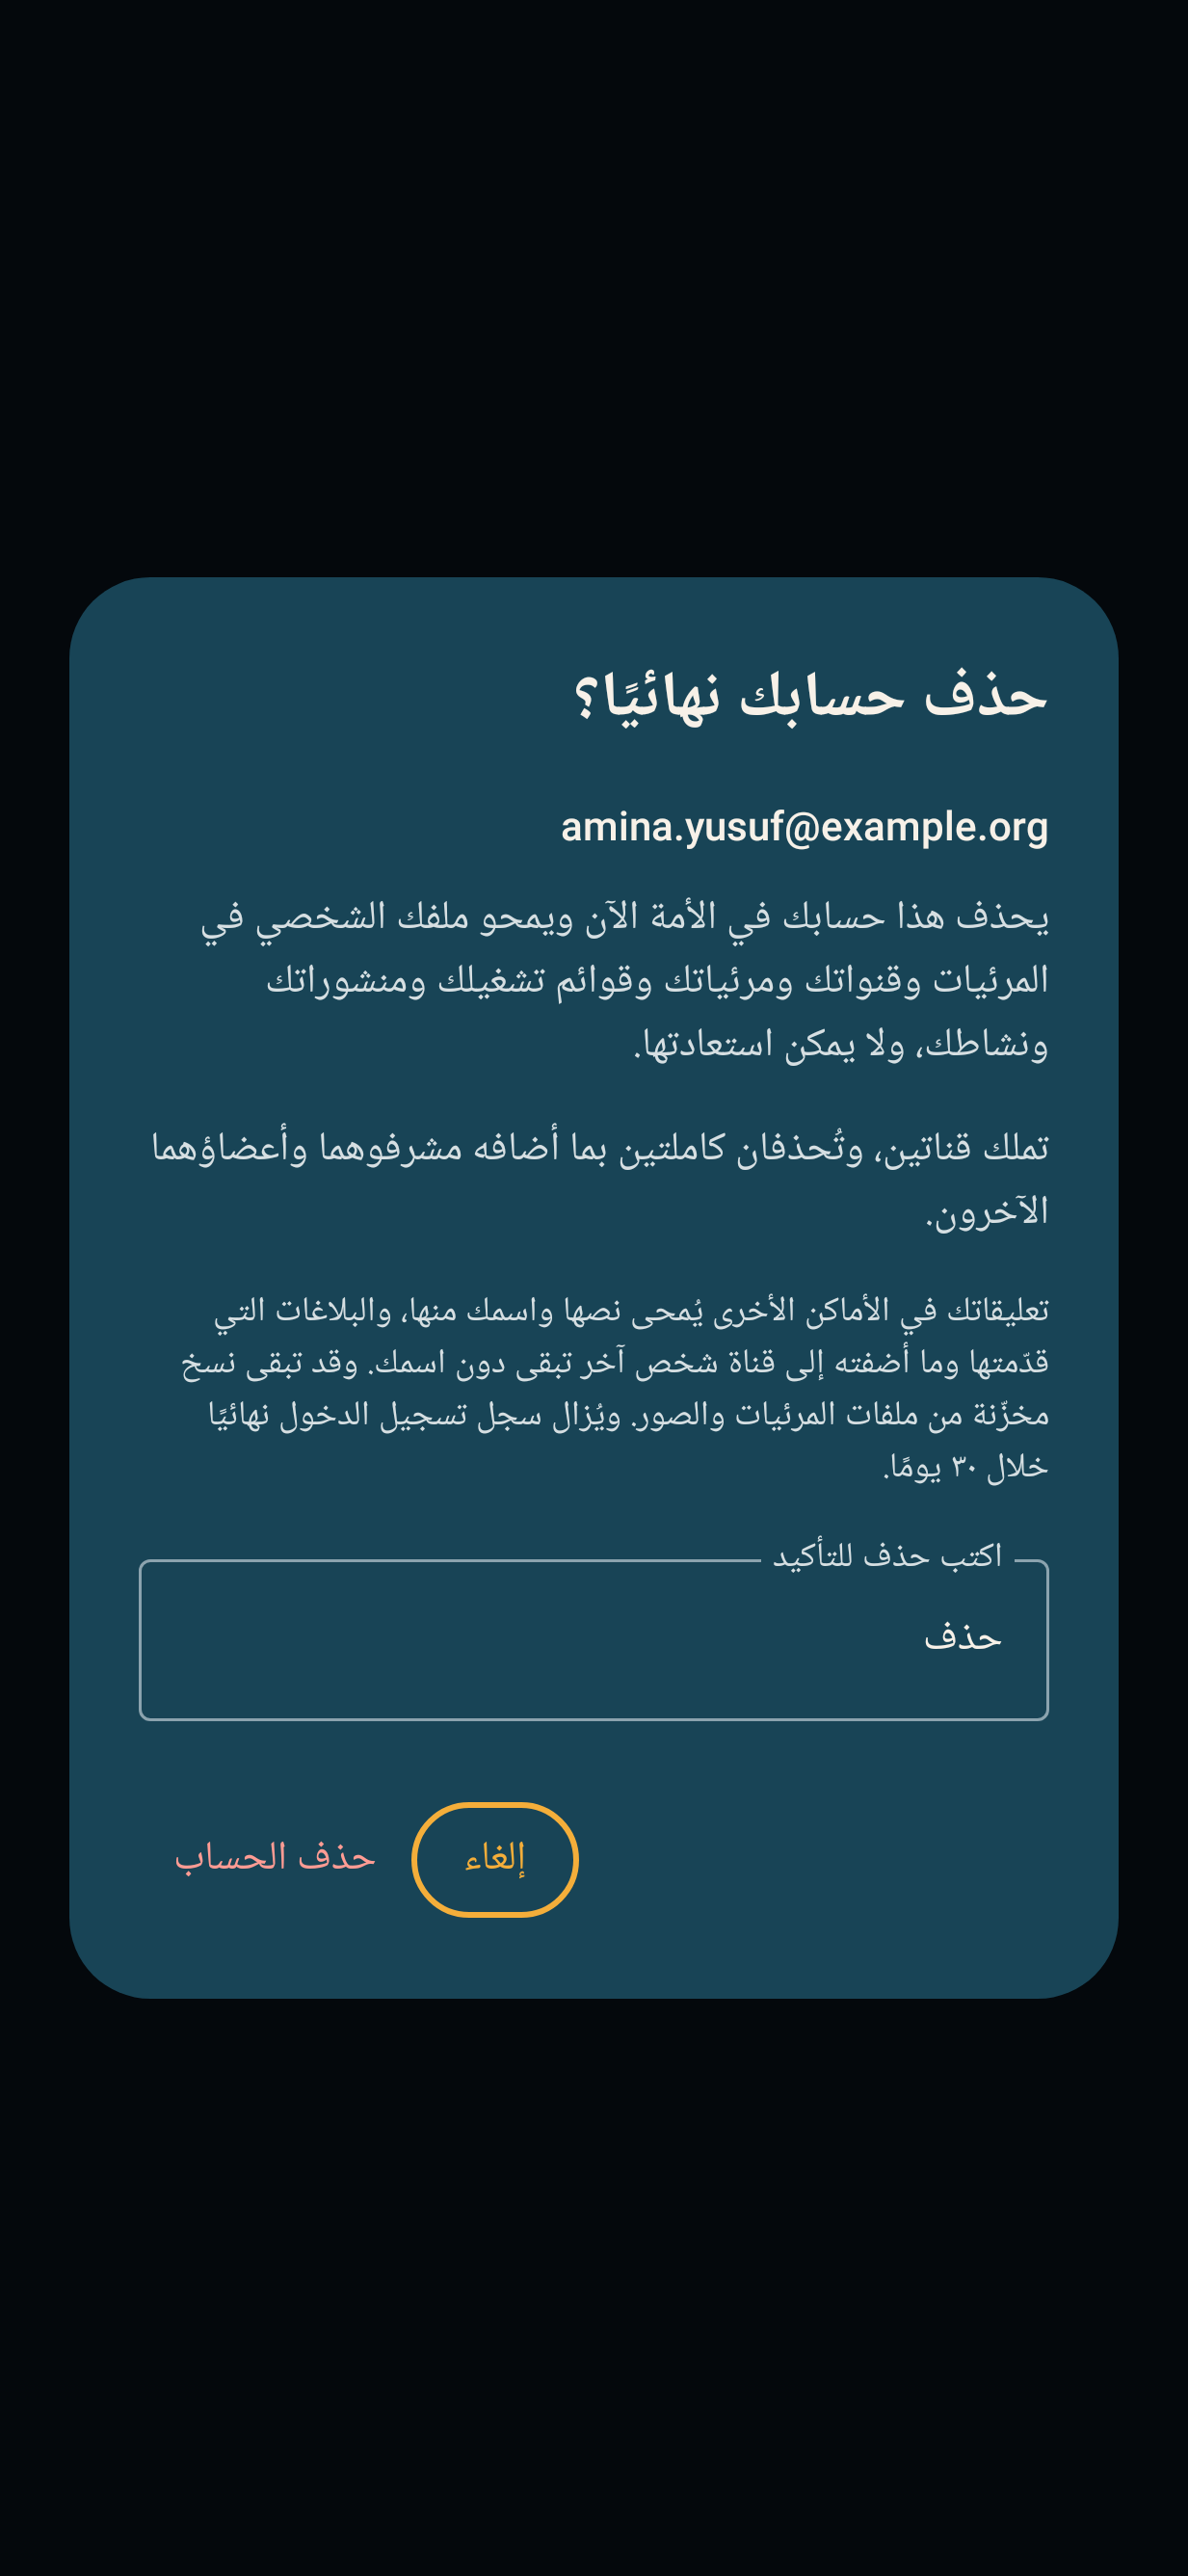 حذف حسابك نهائيًا؟
amina.yusuf@example.org
يحذف هذا حسابك في الأمة الآن ويمحو ملفك الشخصي في
المرئيات وقنواتك ومرئياتك وقوائم تشغيلك ومنشوراتك
ونشاطك، ولا يمكن استعادتها.
تملك قناتين، وتُحذفان كاملتين بما أضافه مشرفوهما وأعضاؤهما
الآخرون.
تعليقاتك في الأماكن الأخرى يُمحى نصها واسمك منها، والبلاغات التي
قدّمتها وما أضفته إلى قناة شخص آخر تبقى دون اسمك. وقد تبقى نسخ
مخزّنة من ملفات المرئيات والصور. ويُزال سجل تسجيل الدخول نهائيًا
خلال ٣٠ يومًا.
اكتب حذف للتأكيد
حذف
إلغاء
حذف الحساب